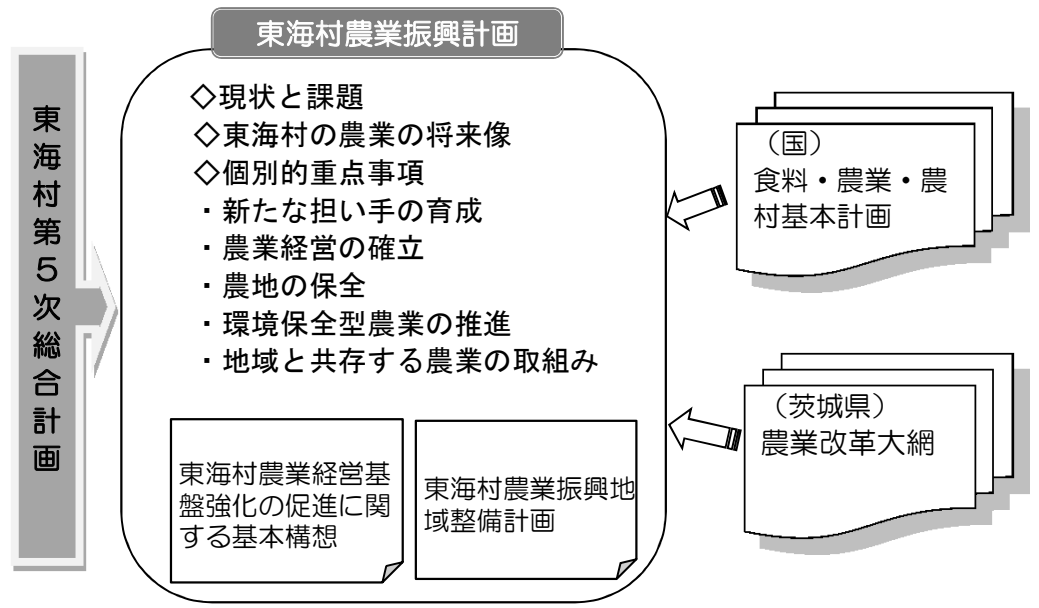 東海村農業振興計画
東海村第５次総合計画
◇現状と課題
◇東海村の農業の将来像
◇個別的重点事項
・新たな担い手の育成
・農業経営の確立
・農地の保全
・環境保全型農業の推進
・地域と共存する農業の取組み
東海村農業経営基
盤強化の促進に関
する基本構想
東海村農業振興地
域整備計画
（国）
食料・農業・農
村基本計画
（茨城県）
農業改革大綱